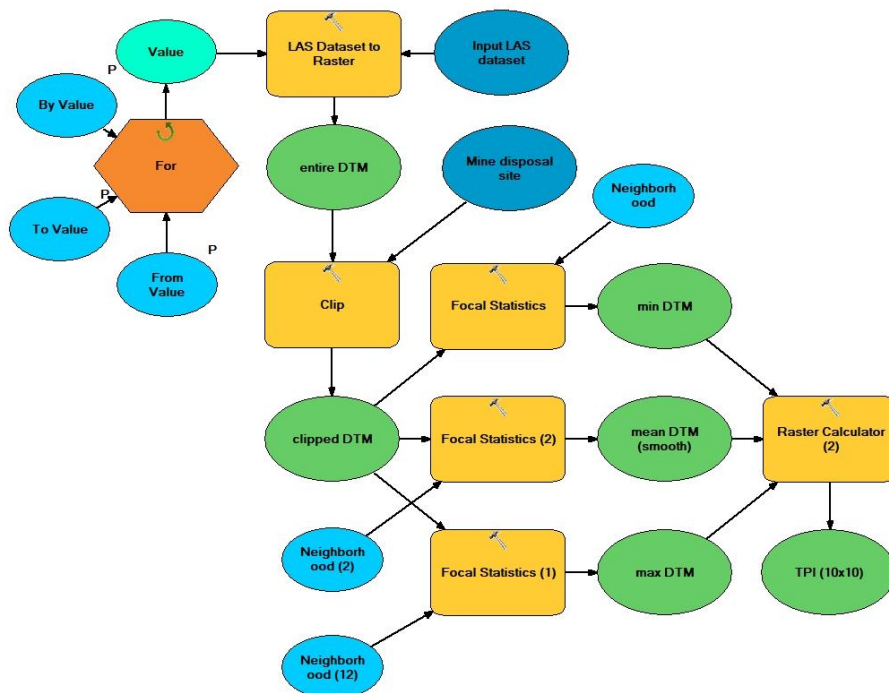 Value
LAS Dataset to
Raster
Input LAS
dataset
P
By Value
For
entire DTM
Mine disposal
site
Neighborh
ood
P
To Value
P
From
Value
Clip
Focal Statistics
min DTM
clipped DTM
Focal Statistics (2)
mean DTM
(smooth)
Raster Calculator
(2)
Neighborh
ood (2)
Focal Statistics (1)
max DTM
TPI (10x10)
Neighborh
ood (12)